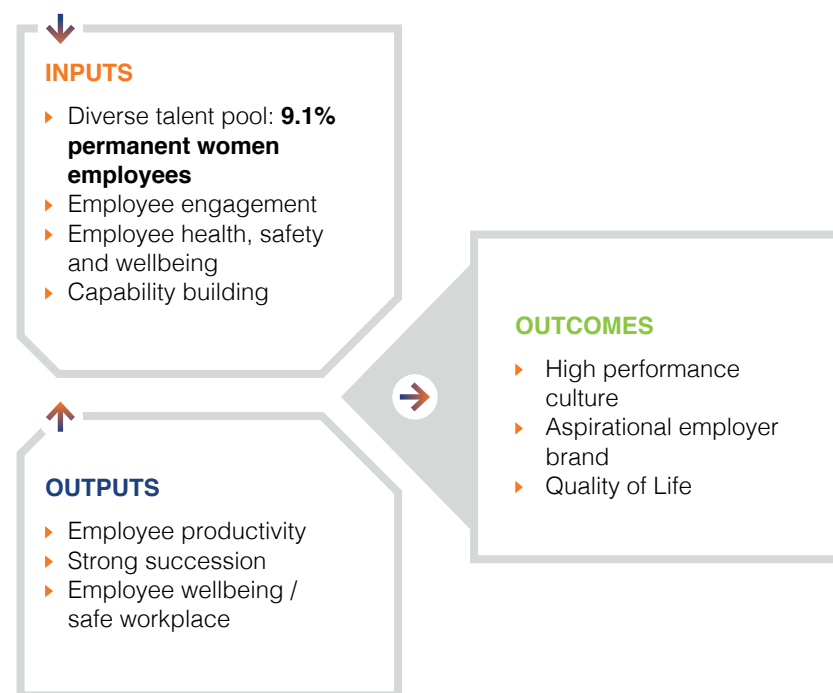 INPUTS
Diverse talent pool: 9.1%
permanent women
employees
Employee engagement
Employee health, safety
and wellbeing
Capability building
OUTPUTS
Employee productivity
Strong succession
Employee wellbeing /
safe workplace
OUTCOMES
High performance
culture
Aspirational employer
brand
Quality of Life